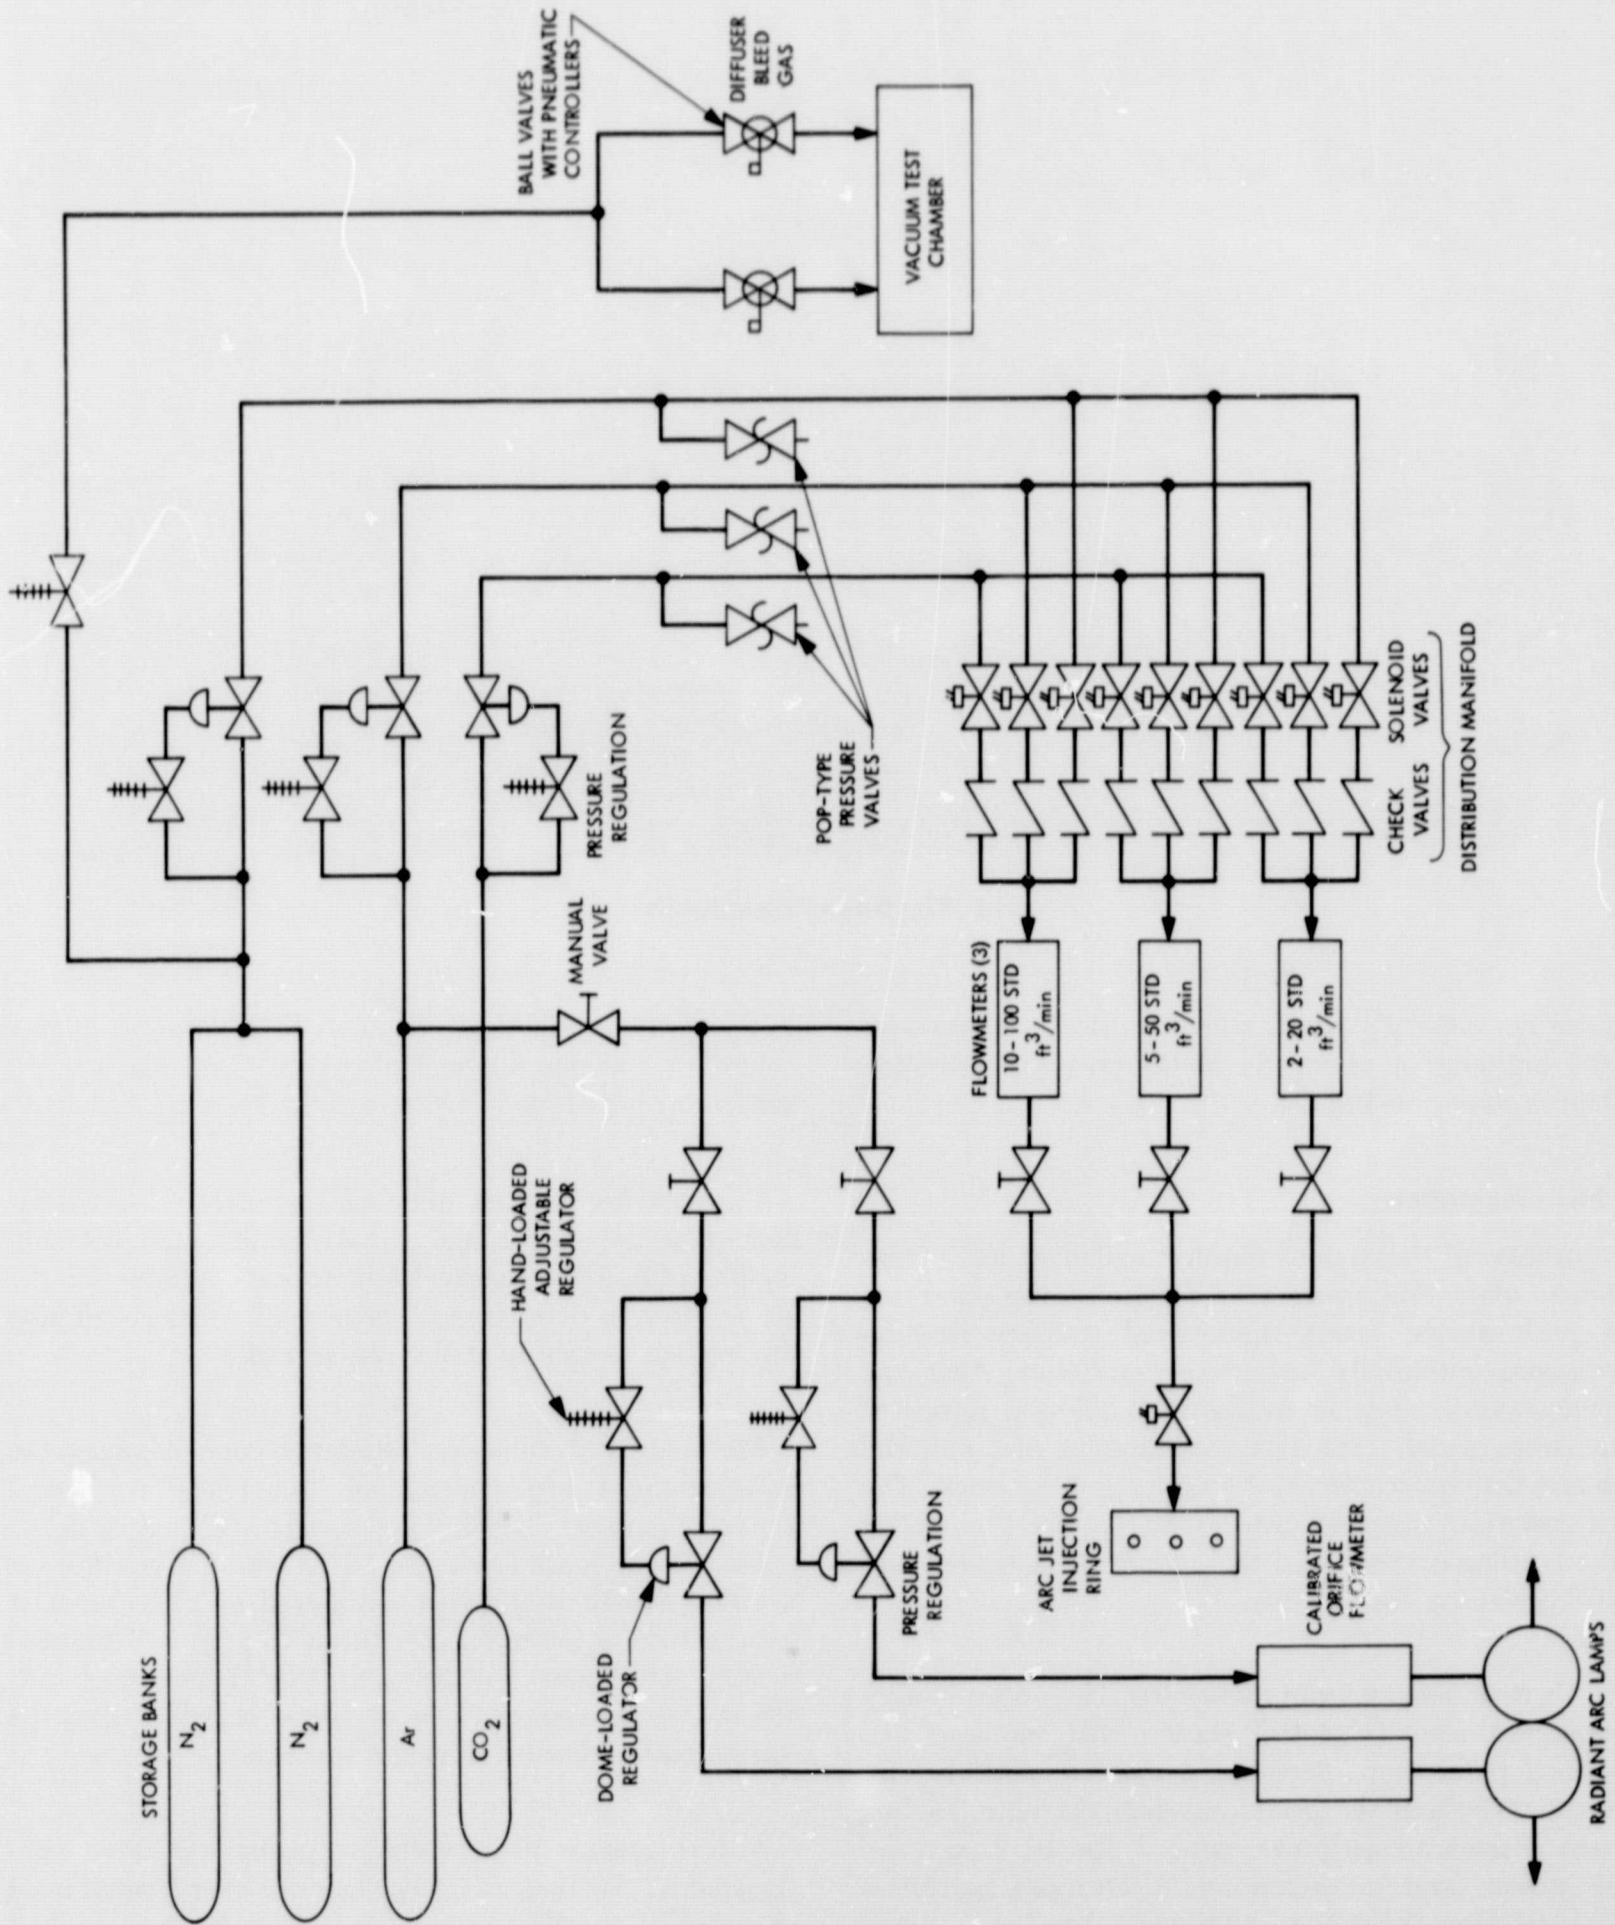 STORAGE BANKS
N2
N2
Ar
CO2
DOME-LOADED
REGULATOR
HAND-LOADED
ADJUSTABLE
REGULATOR
MANUAL
VALVE
PRESSURE
REGULATION
BALL VALVES
WITH PNEUMATIC
CONTROLLERS
DIFFUSER
BLEED
GAS
VACUUM TEST
CHAMBER
POP-TYPE
PRESSURE
VALVES
PRESSURE
REGULATION
FLOWMETERS (3)
10-100 STD
ft3/min
5-50 STD
ft3/min
2-20 STD
ft3/min
CHECK
VALVES
SOLENOID
VALVES
DISTRIBUTION MANIFOLD
ARC JET
INJECTION
RING
CALIBRATED
ORIFICE
FLOWMETER
RADIANT ARC LAMPS